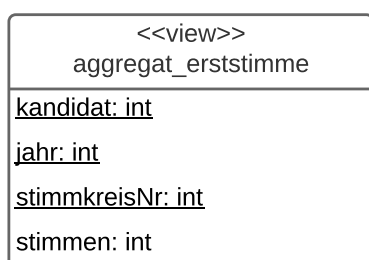 <<view>>
aggregat_erststimme
kandidat: int
jahr: int
stimmkreisNr: int
stimmen: int